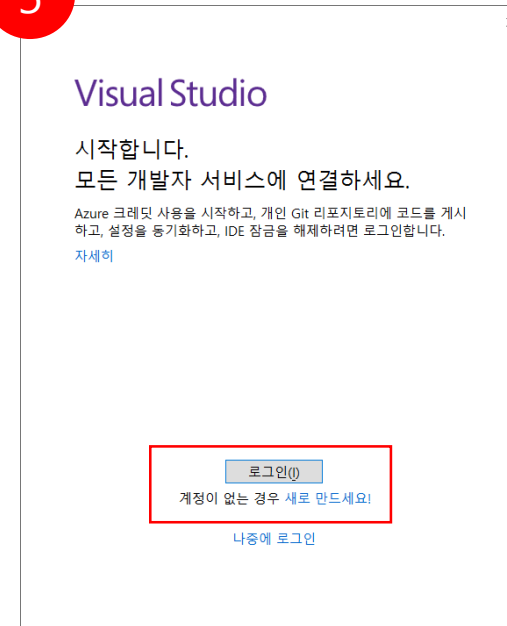 Visual Studio
시작합니다.
모든 개발자 서비스에 연결하세요.
Azure 크레딧 사용을 시작하고, 개인 Git 리포지토리에 코드를 게시
하고, 설정을 동기화하고, IDE 잠금을 해제하려면 로그인합니다.
자세히
로그인(I)
계정이 없는 경우 새로 만드세요!
나중에 로그인